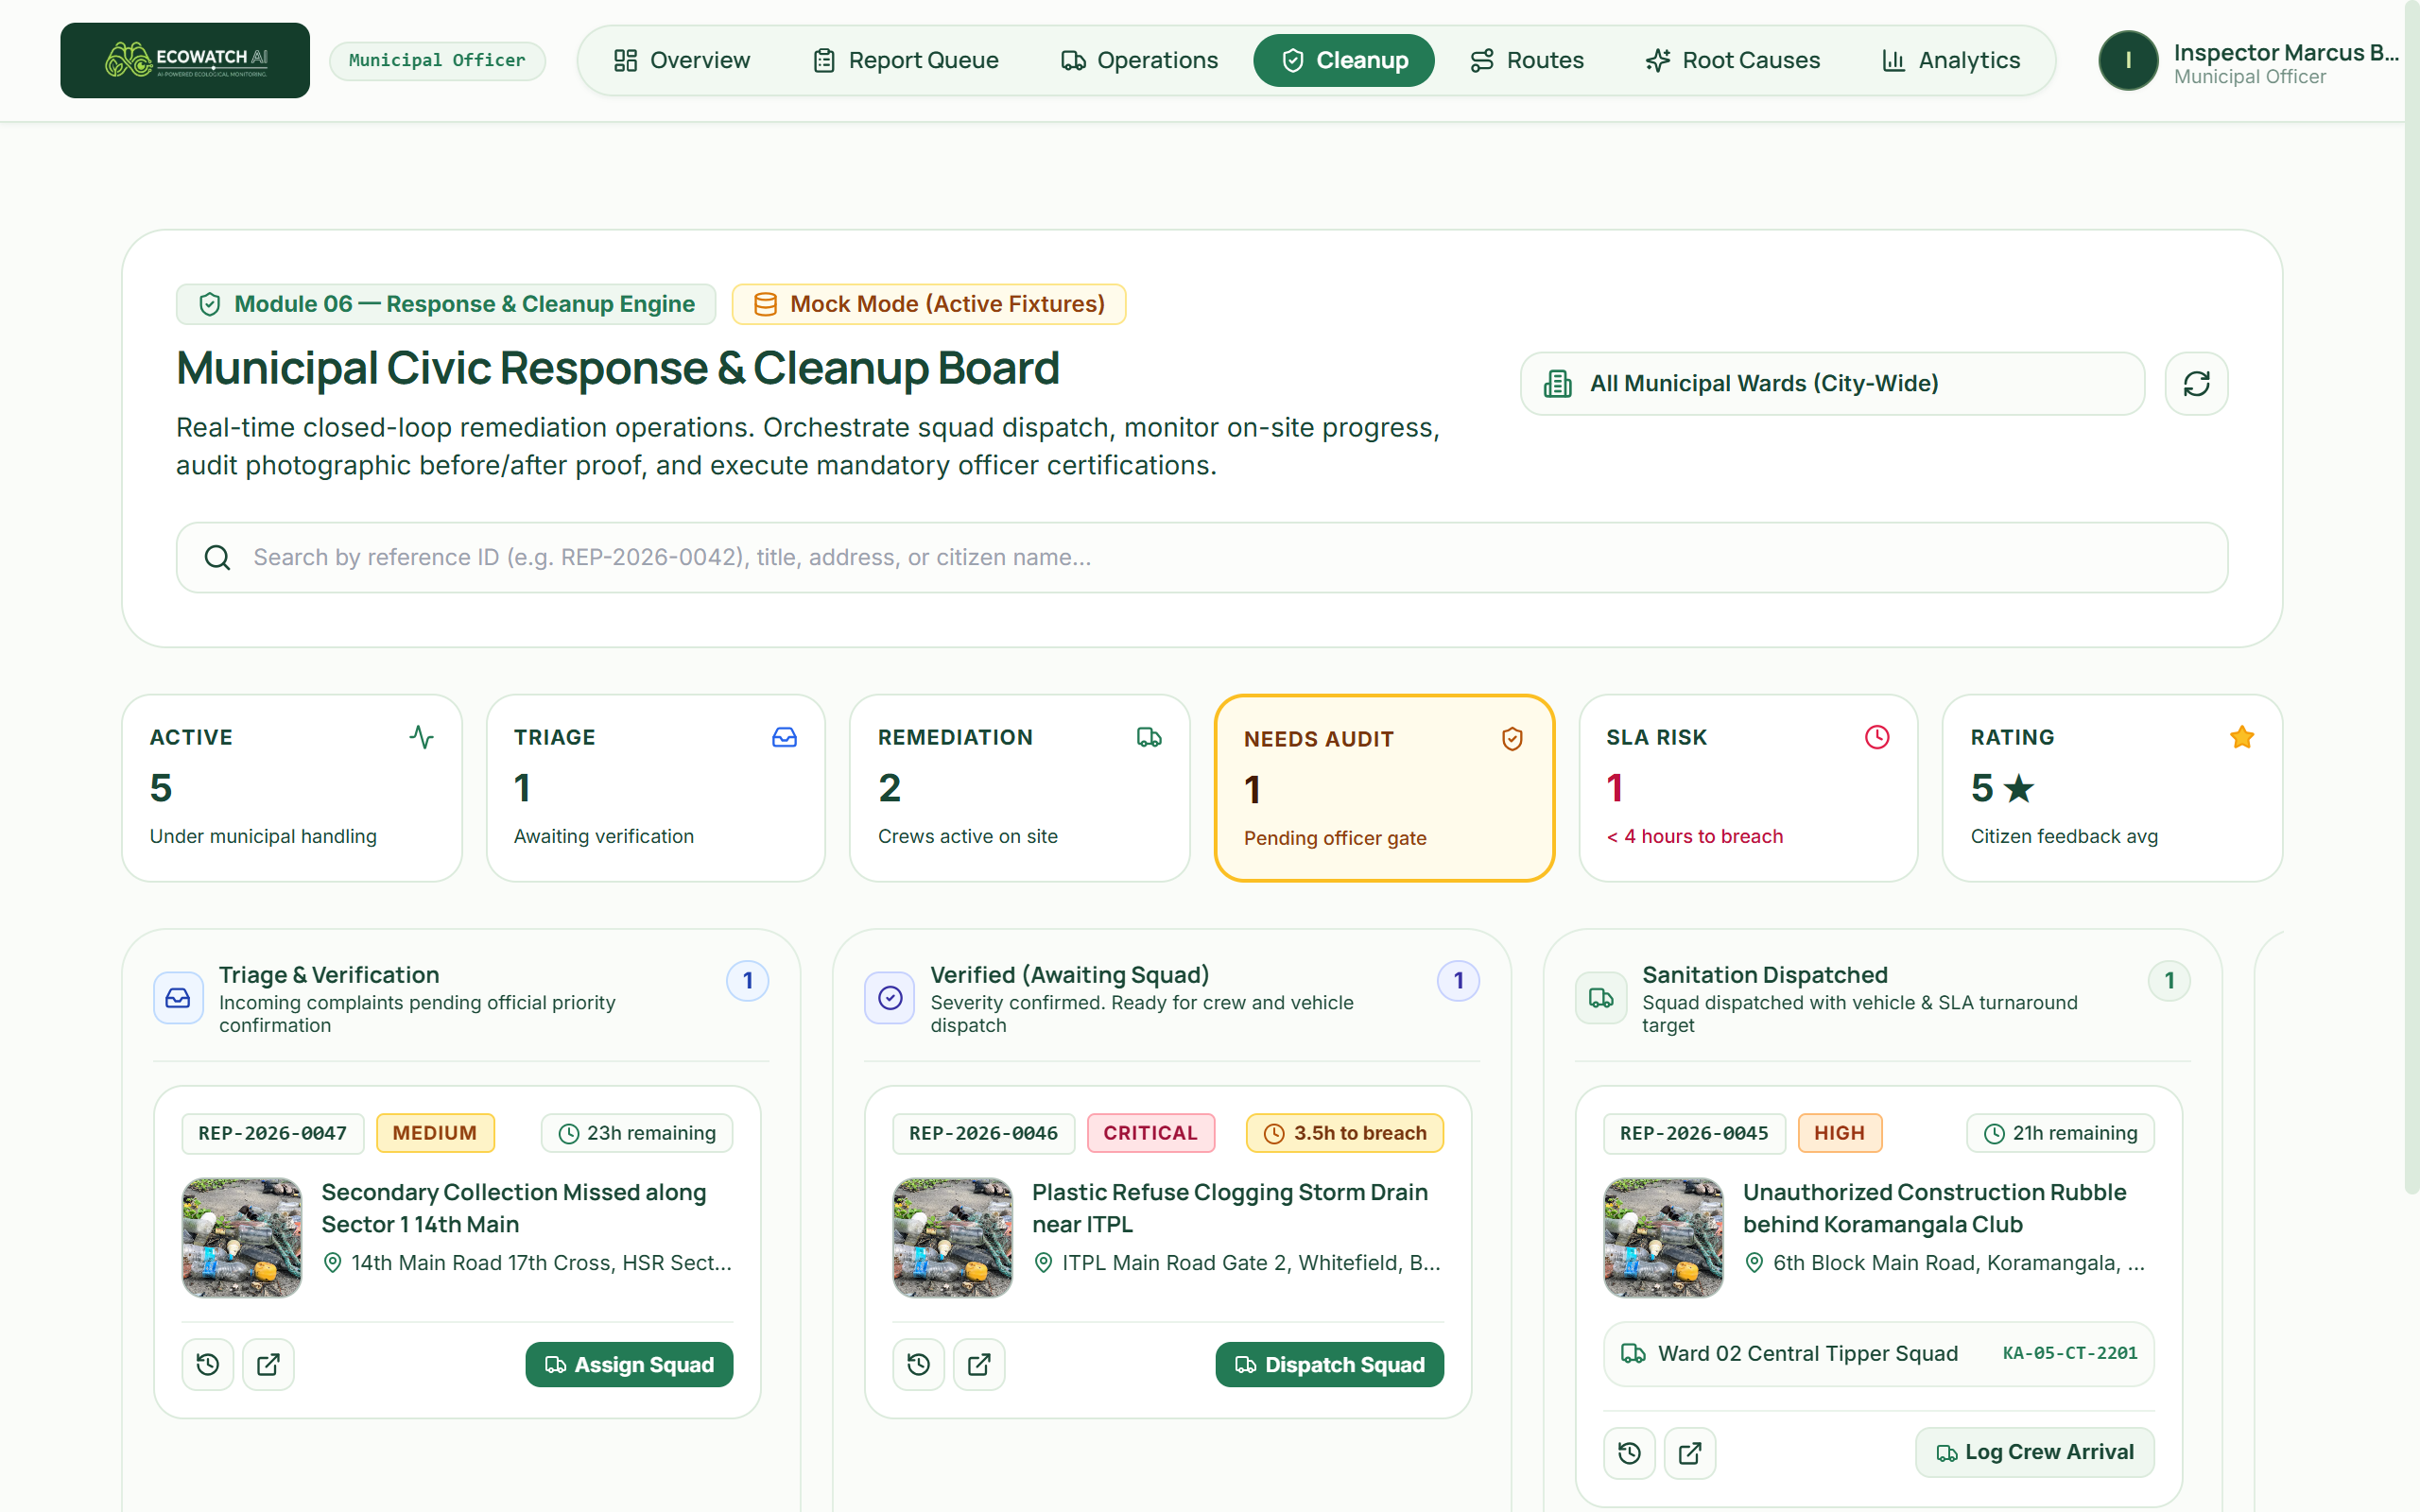 ECOWATCH AI
AI-POWERED ECOLOGICAL MONITORING.
Municipal Officer
Overview
Report Queue
Operations
Cleanup
Routes
Root Causes
Analytics
I
Inspector Marcus B...
Municipal Officer
Module 06 — Response & Cleanup Engine
Mock Mode (Active Fixtures)
Municipal Civic Response & Cleanup Board
Real-time closed-loop remediation operations. Orchestrate squad dispatch, monitor on-site progress,
audit photographic before/after proof, and execute mandatory officer certifications.
All Municipal Wards (City-Wide)
Search by reference ID (e.g. REP-2026-0042), title, address, or citizen name...
ACTIVE
5
Under municipal handling
TRIAGE
1
Awaiting verification
REMEDIATION
2
Crews active on site
NEEDS AUDIT
1
Pending officer gate
SLA RISK
1
< 4 hours to breach
RATING
5 ★
Citizen feedback avg
Triage & Verification
Incoming complaints pending official priority
confirmation
1
REP-2026-0047
MEDIUM
23h remaining
Secondary Collection Missed along
Sector 1 14th Main
14th Main Road 17th Cross, HSR Sect...
Assign Squad
Verified (Awaiting Squad)
Severity confirmed. Ready for crew and vehicle
dispatch
1
REP-2026-0046
CRITICAL
3.5h to breach
Plastic Refuse Clogging Storm Drain
near ITPL
ITPL Main Road Gate 2, Whitefield, B...
Dispatch Squad
Sanitation Dispatched
Squad dispatched with vehicle & SLA turnaround
target
1
REP-2026-0045
HIGH
21h remaining
Unauthorized Construction Rubble
behind Koramangala Club
6th Block Main Road, Koramangala, ...
Ward 02 Central Tipper Squad
KA-05-CT-2201
Log Crew Arrival